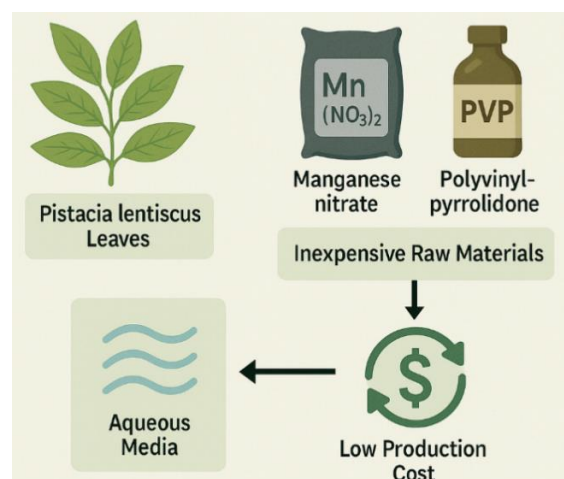 Mn
(NO₃)₂
PVP
Manganese
nitrate
Polyvinyl-
pyrrolidone
Pistacia lentiscus
Leaves
Inexpensive Raw Materials
$
Low Production
Cost
Aqueous
Media